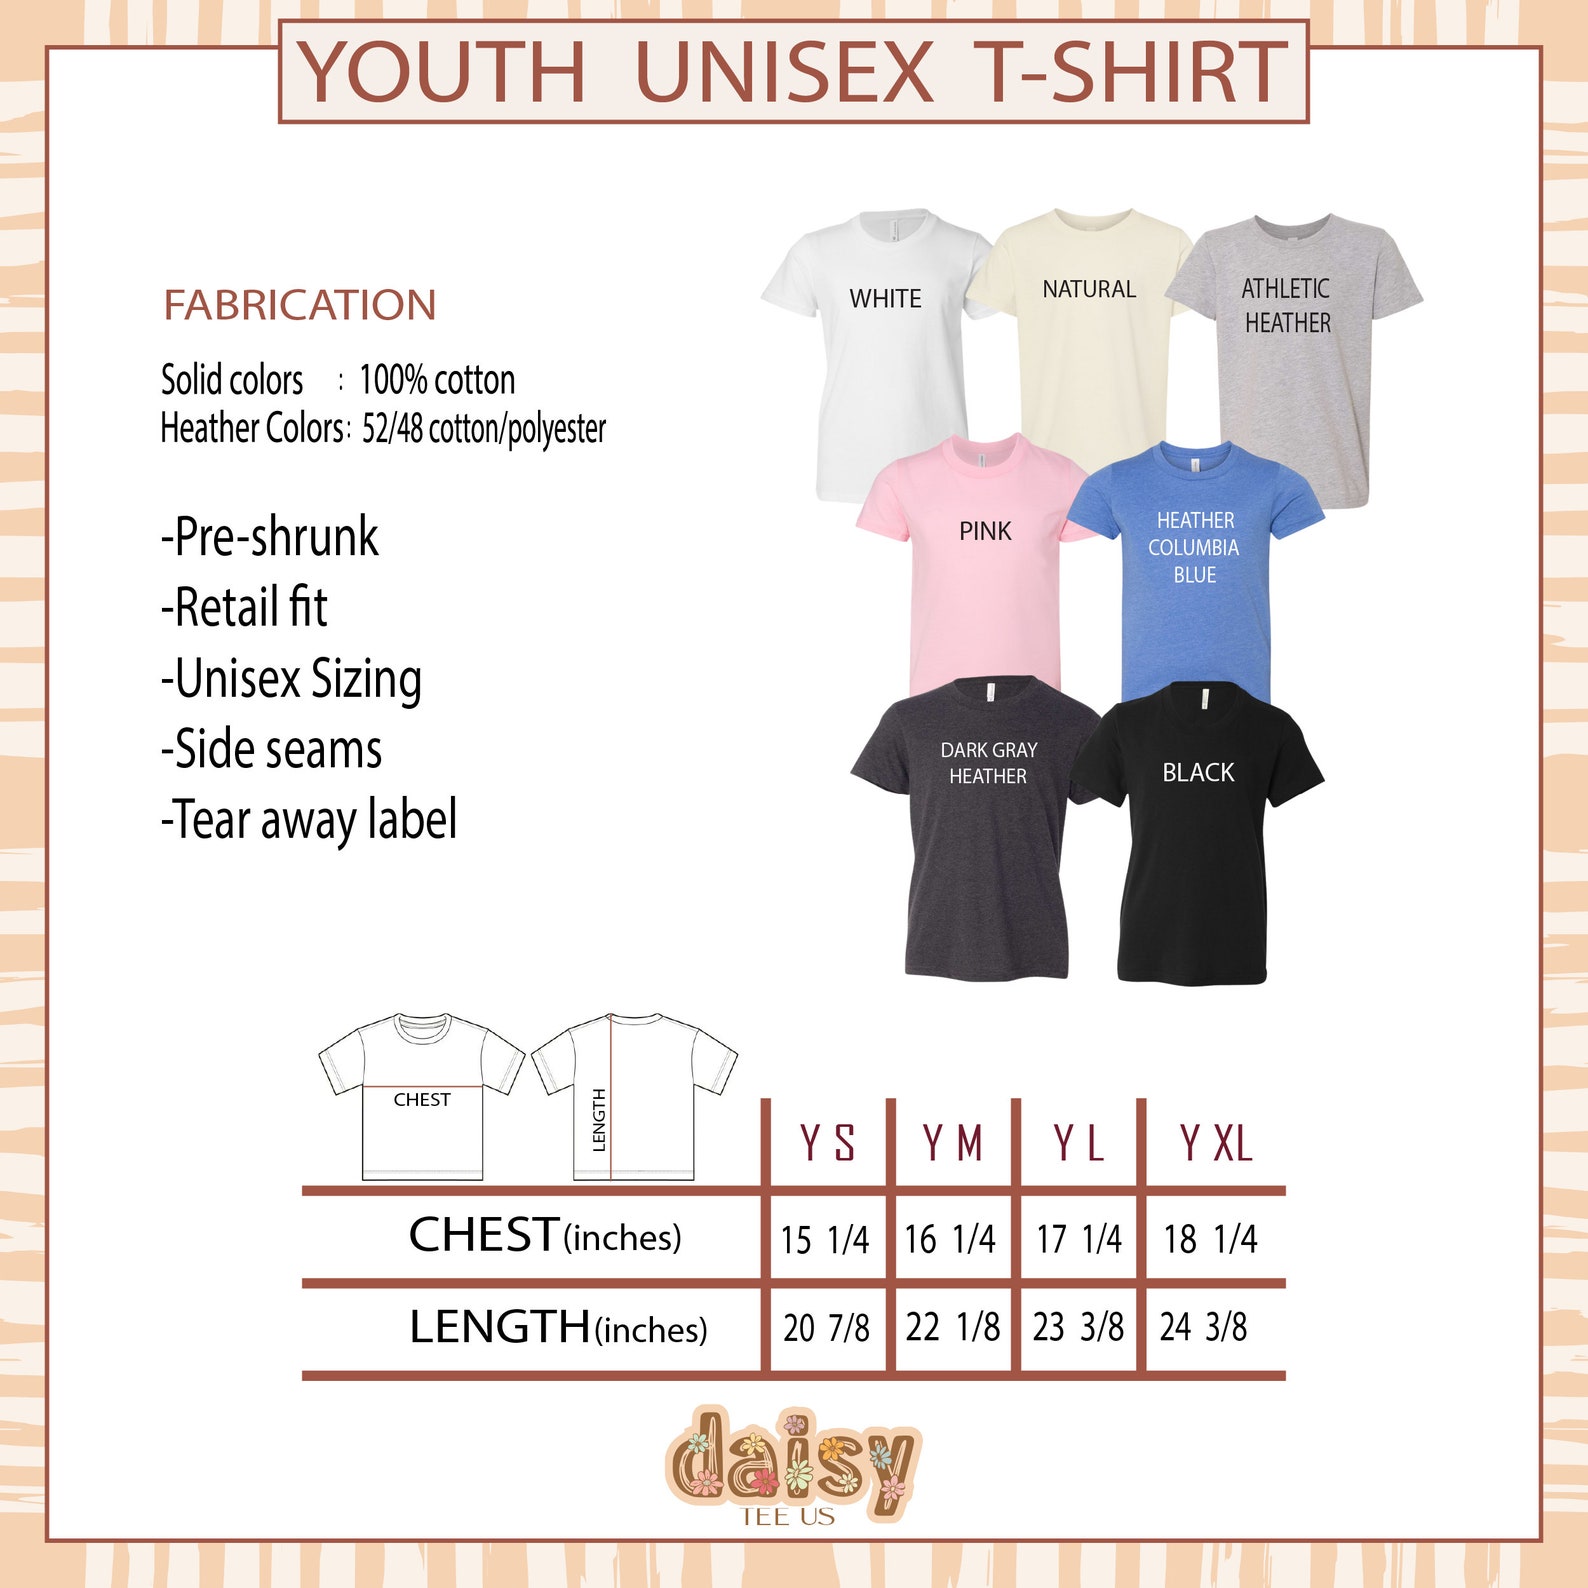 YOUTH UNISEX T-SHIRT
FABRICATION
Solid colors : 100% cotton
Heather Colors: 52/48 cotton/polyester
-Pre-shrunk
-Retail fit
-Unisex Sizing
-Side seams
-Tear away label
WHITE
NATURAL
ATHLETIC
HEATHER
PINK
HEATHER
COLUMBIA
BLUE
DARK GRAY
HEATHER
BLACK
CHEST
LENGTH
Y S Y M Y L Y XL
CHEST(inches) 15 1/4 16 1/4 17 1/4 18 1/4
LENGTH(inches) 20 7/8 22 1/8 23 3/8 24 3/8
daisy
TEE US